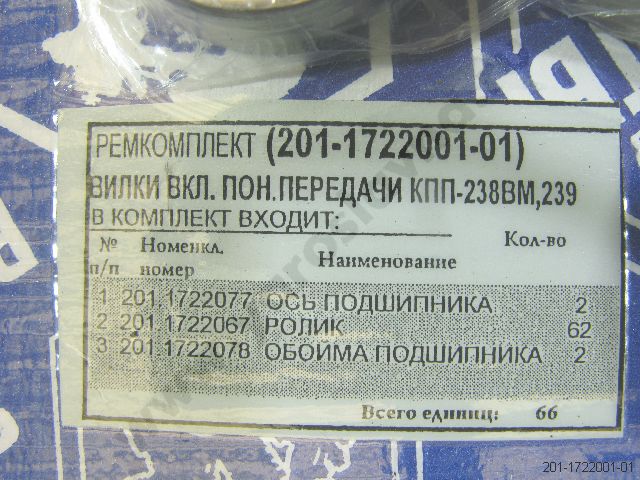 РЕМКОМПЛЕКТ (201-1722001-01)
ВИЛКИ ВКЛ. ПОН.ПЕРЕДАЧИ КПП-238ВМ,239
В КОМПЛЕКТ ВХОДИТ:
№ п/п Номенкл. номер Наименование Кол-во
1 201.1722077 ОСЬ ПОДШИПНИКА 2
2 201.1722067 РОЛИК 62
3 201.1722078 ОБОЙМА ПОДШИПНИКА 2
Всего единиц: 66
201-1722001-01